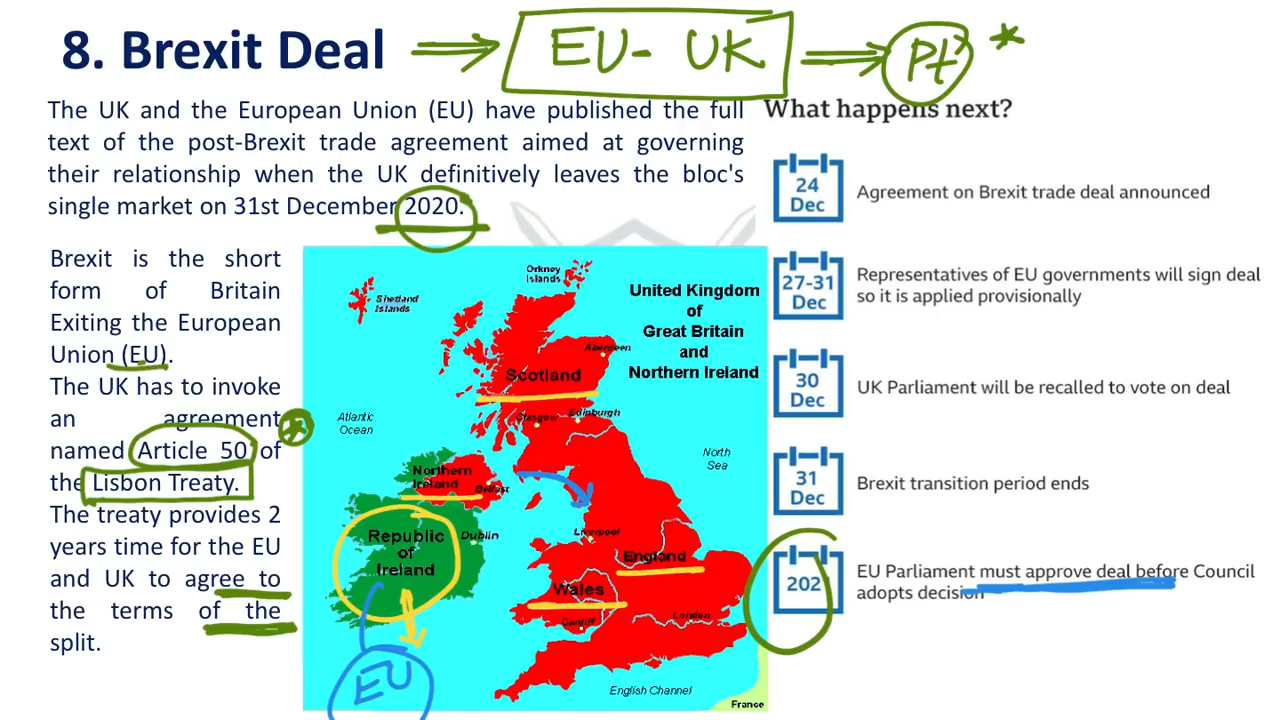 8. Brexit Deal
EU- UK
Pt's *
The UK and the European Union (EU) have published the full
text of the post-Brexit trade agreement aimed at governing
their relationship when the UK definitively leaves the bloc's
single market on 31st December 2020.
Brexit is the short
form of Britain
Exiting the European
Union (EU).
The UK has to invoke
an agreement
named Article 50 of
the Lisbon Treaty.
The treaty provides 2
years time for the EU
and UK to agree to
the terms of the
split.
Orkney
Islands
Shetland
Islands
United Kingdom
of
Great Britain
and
Northern Ireland
Aberdeen
Scotland
Atlantic
Ocean
Glasgow
Edinburgh
North
Sea
Northern
Ireland
Belfast
Republic
of
Ireland
Dublin
Liverpool
England
Wales
Cardiff
London
English Channel
France
EU
What happens next?
24
Dec
Agreement on Brexit trade deal announced
27-31
Dec
Representatives of EU governments will sign deal
so it is applied provisionally
30
Dec
UK Parliament will be recalled to vote on deal
31
Dec
Brexit transition period ends
202
EU Parliament must approve deal before Council
adopts decision